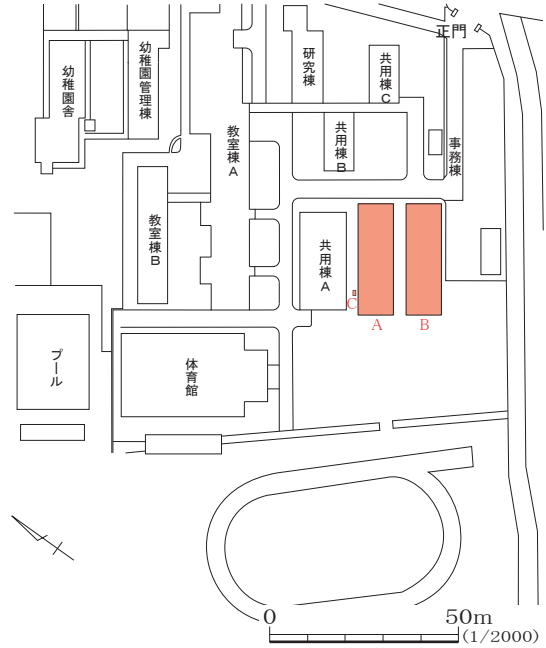 正門
幼稚園舎
幼稚園管理棟
研究棟
共用棟C
教室棟A
共用棟B
事務棟
教室棟B
共用棟A
C
A
B
プール
体育館
0
50m
(1/2000)